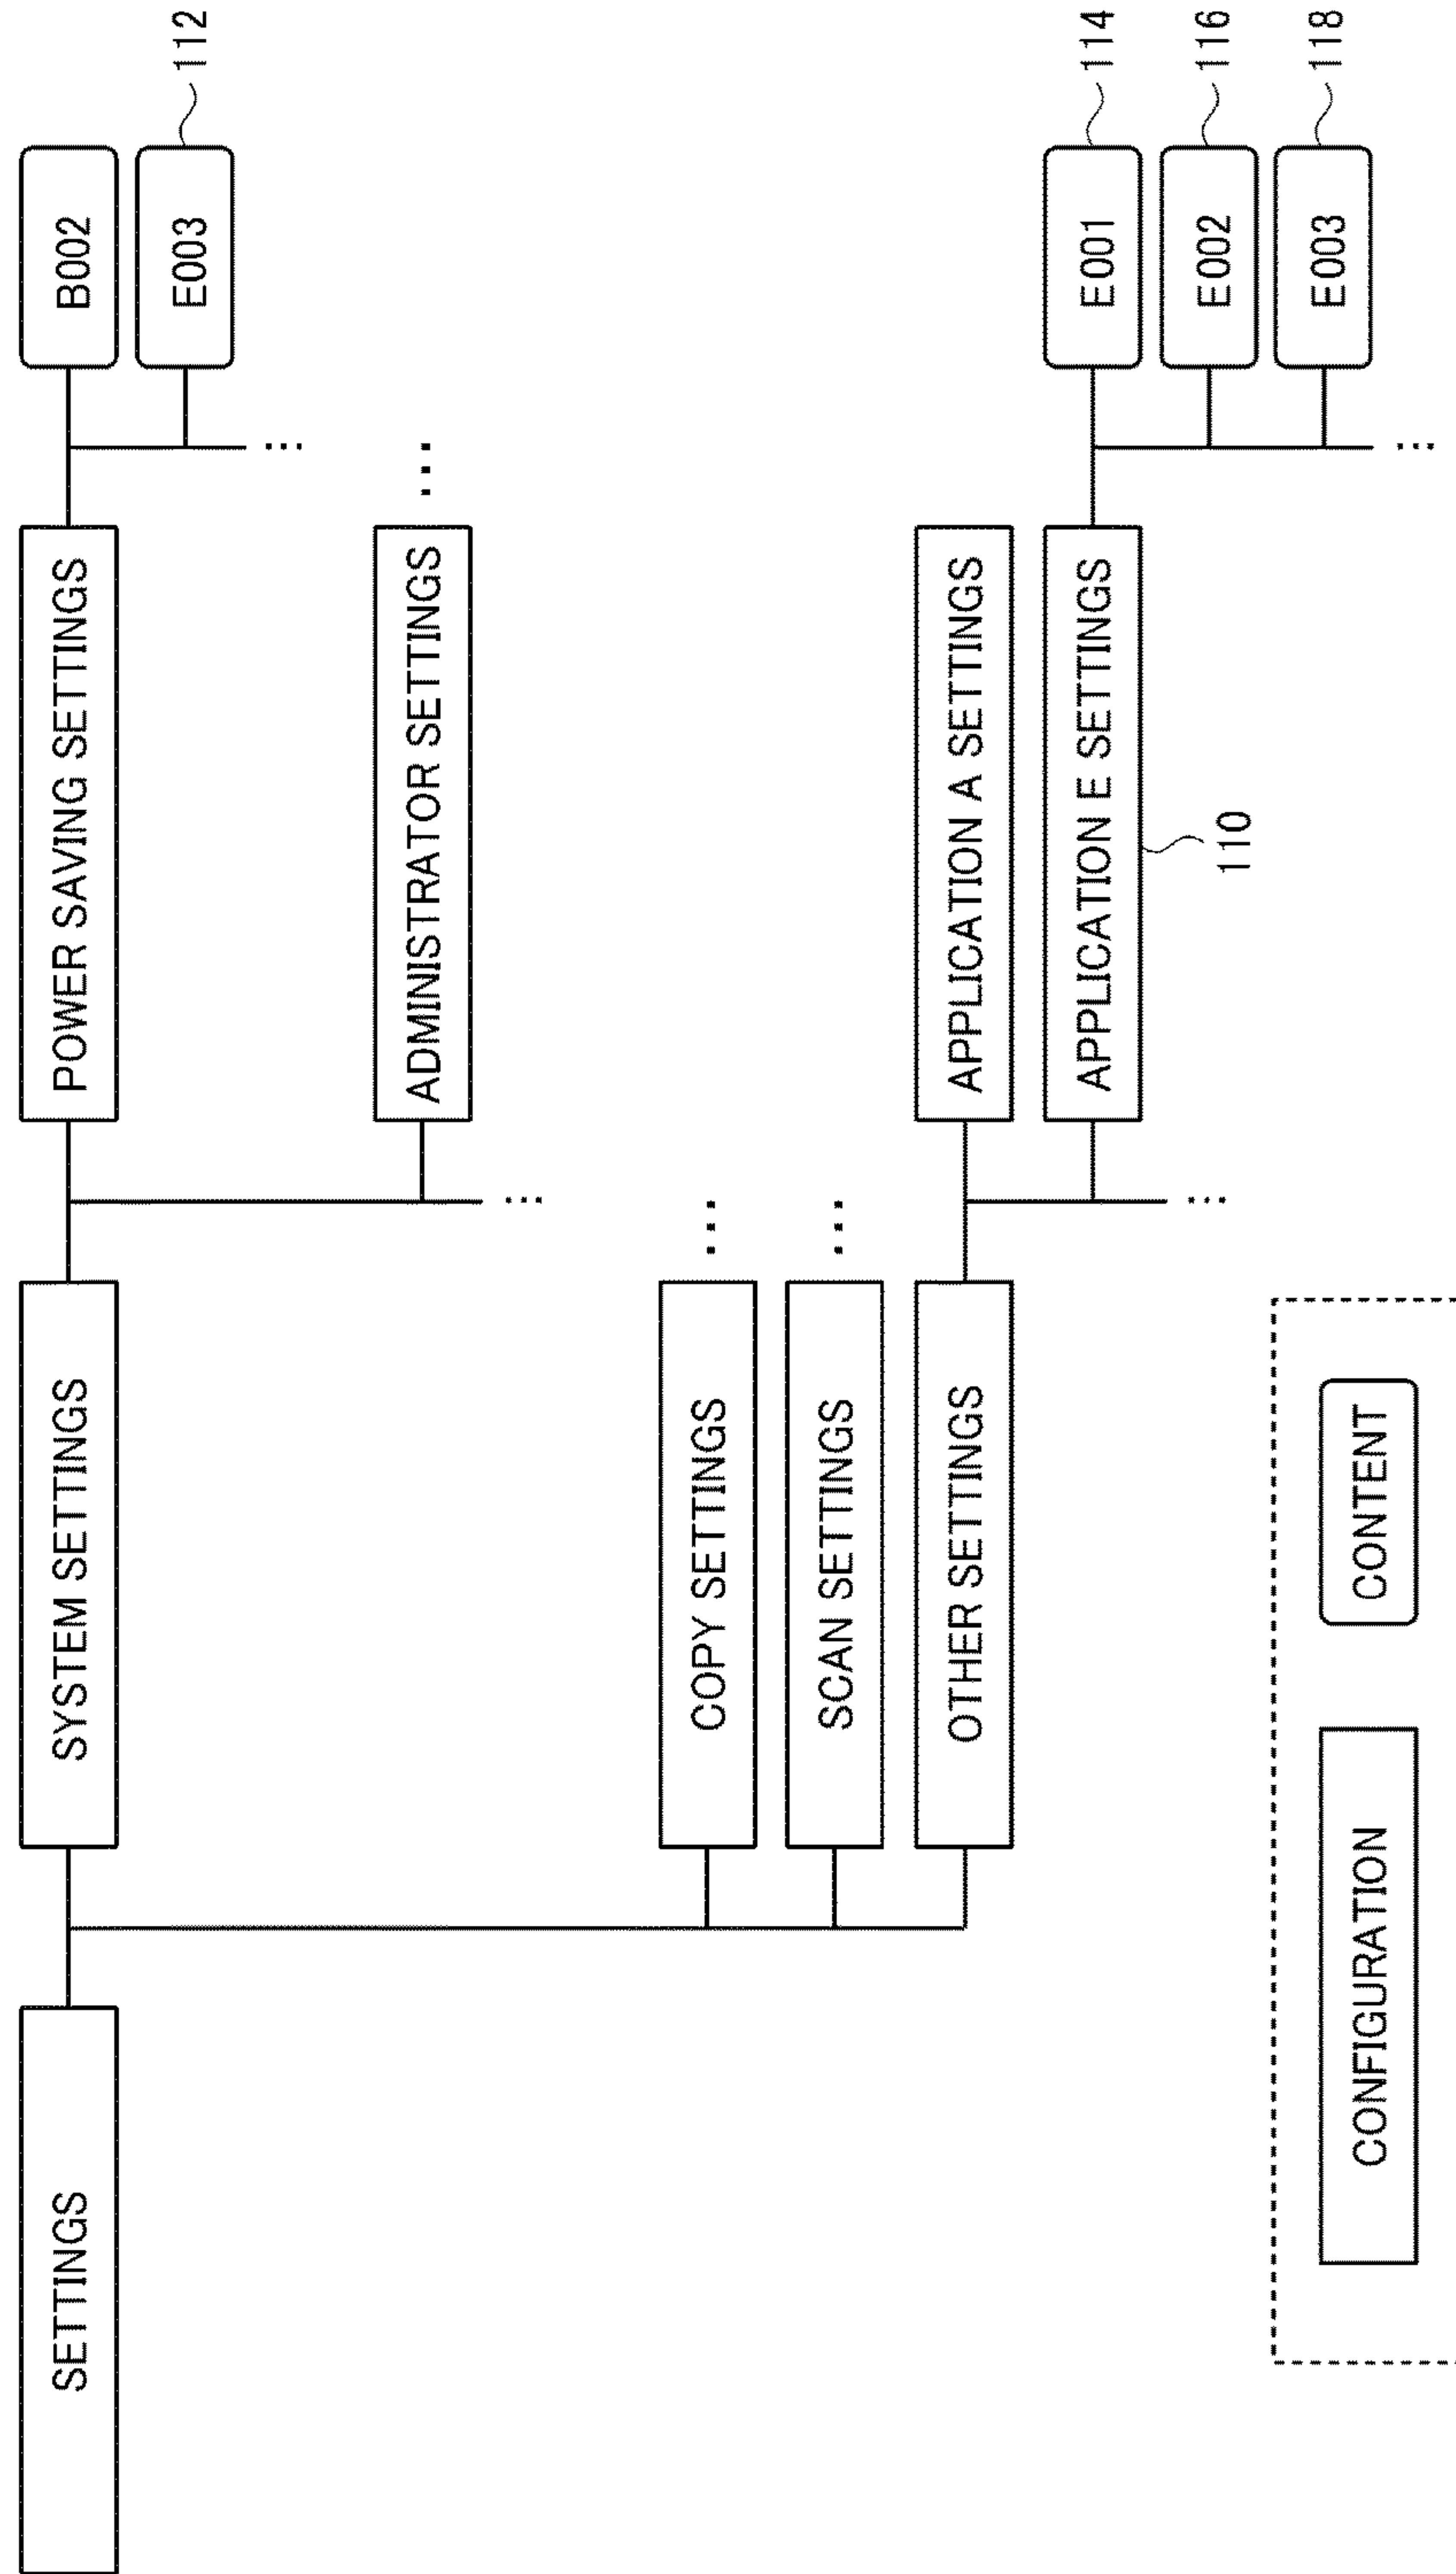 SETTINGS
SYSTEM SETTINGS
POWER SAVING SETTINGS
B002
E003
112
...
ADMINISTRATOR SETTINGS
...
...
COPY SETTINGS
...
SCAN SETTINGS
...
OTHER SETTINGS
APPLICATION A SETTINGS
APPLICATION E SETTINGS
110
...
E001
114
E002
116
E003
118
...
CONFIGURATION
CONTENT